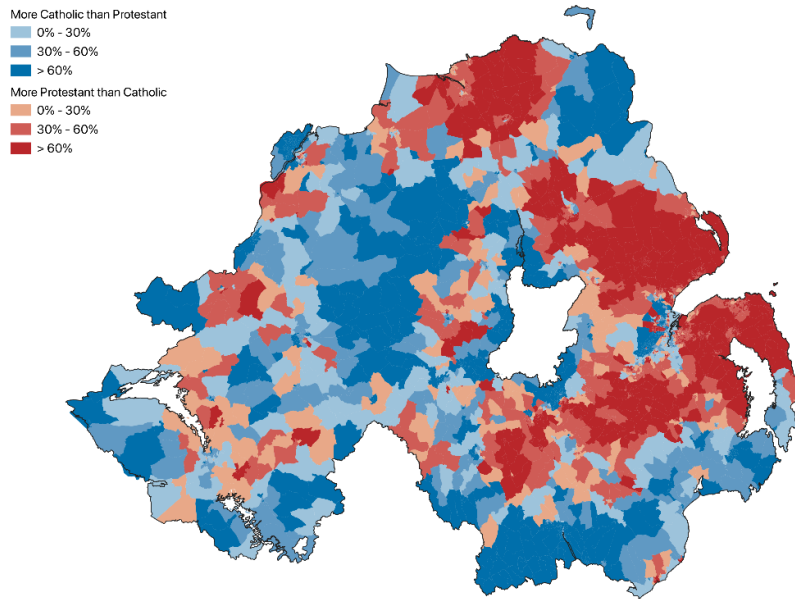 More Catholic than Protestant
0% - 30%
30% - 60%
> 60%
More Protestant than Catholic
0% - 30%
30% - 60%
> 60%